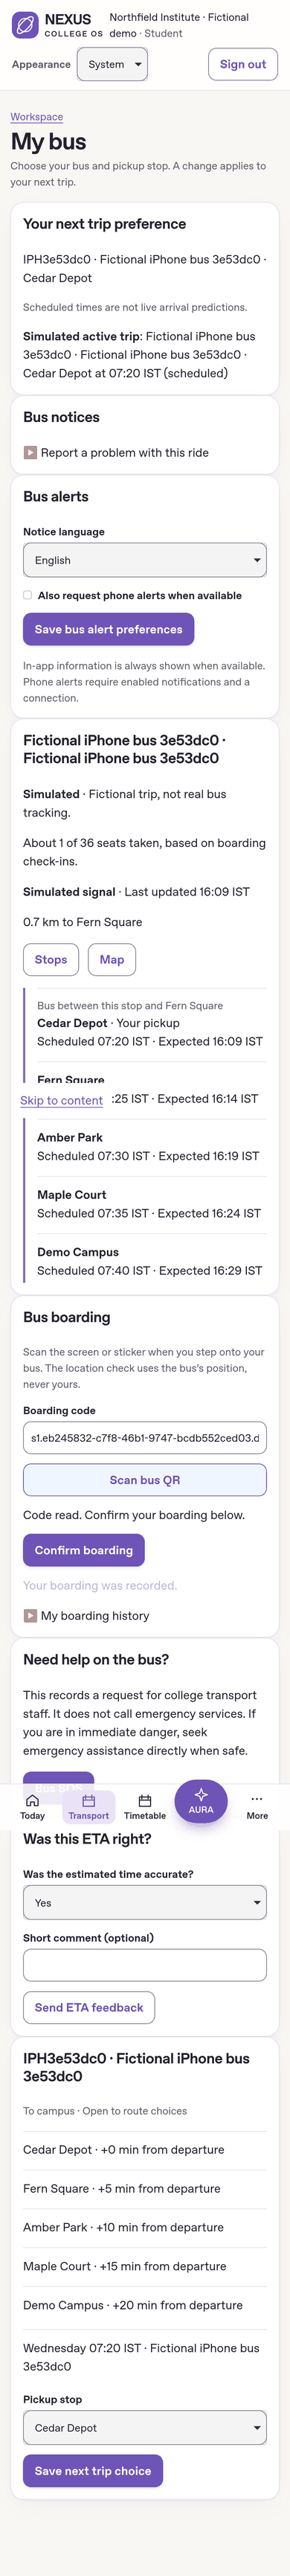 NEXUS
COLLEGE OS
Northfield Institute · Fictional
demo · Student
Appearance
System
Sign out
Workspace
My bus
Choose your bus and pickup stop. A change applies to
your next trip.
Your next trip preference
IPH3e53dc0 · Fictional iPhone bus 3e53dc0 ·
Cedar Depot
Scheduled times are not live arrival predictions.
Simulated active trip: Fictional iPhone bus
3e53dc0 · Fictional iPhone bus 3e53dc0 ·
Cedar Depot at 07:20 IST (scheduled)
Bus notices
Report a problem with this ride
Bus alerts
Notice language
English
Also request phone alerts when available
Save bus alert preferences
In-app information is always shown when available.
Phone alerts require enabled notifications and a
connection.
Fictional iPhone bus 3e53dc0 ·
Fictional iPhone bus 3e53dc0
Simulated · Fictional trip, not real bus
tracking.
About 1 of 36 seats taken, based on boarding
check-ins.
Simulated signal · Last updated 16:09 IST
0.7 km to Fern Square
Stops
Map
Bus between this stop and Fern Square
Cedar Depot · Your pickup
Scheduled 07:20 IST · Expected 16:09 IST
Fern Square
Skip to content :25 IST · Expected 16:14 IST
Amber Park
Scheduled 07:30 IST · Expected 16:19 IST
Maple Court
Scheduled 07:35 IST · Expected 16:24 IST
Demo Campus
Scheduled 07:40 IST · Expected 16:29 IST
Bus boarding
Scan the screen or sticker when you step onto your
bus. The location check uses the bus's position,
never yours.
Boarding code
s1.eb245832-c7f8-46b1-9747-bcdb552ced03.d
Scan bus QR
Code read. Confirm your boarding below.
Confirm boarding
Your boarding was recorded.
My boarding history
Need help on the bus?
This records a request for college transport
staff. It does not call emergency services. If
you are in immediate danger, seek
emergency assistance directly when safe.
Bus SOS
Today
Transport
Timetable
AURA
More
Was this ETA right?
Was the estimated time accurate?
Yes
Short comment (optional)
Send ETA feedback
IPH3e53dc0 · Fictional iPhone bus
3e53dc0
To campus · Open to route choices
Cedar Depot · +0 min from departure
Fern Square · +5 min from departure
Amber Park · +10 min from departure
Maple Court · +15 min from departure
Demo Campus · +20 min from departure
Wednesday 07:20 IST · Fictional iPhone bus
3e53dc0
Pickup stop
Cedar Depot
Save next trip choice